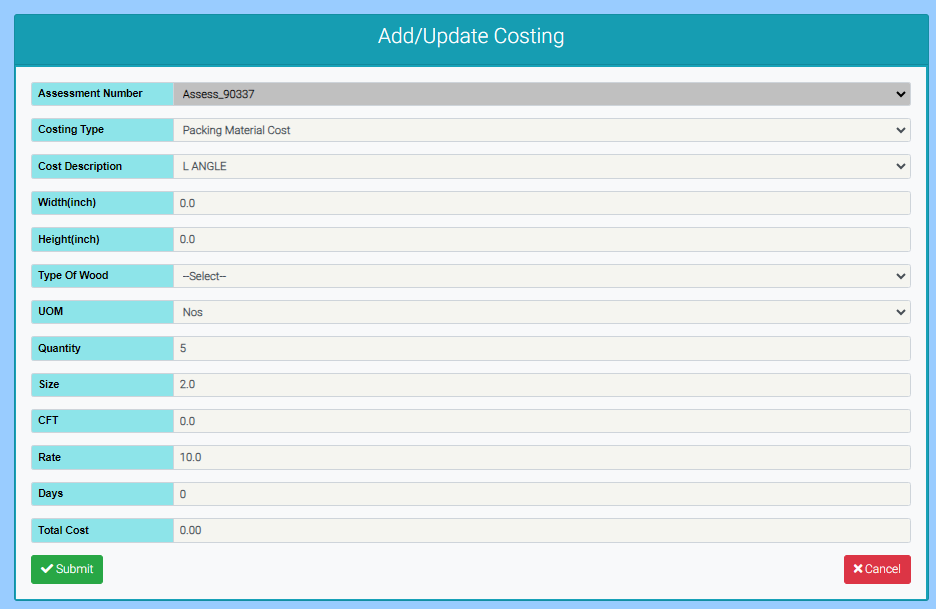 Add/Update Costing
Assessment Number Assess_90337
Costing Type Packing Material Cost
Cost Description L ANGLE
Width(inch) 0.0
Height(inch) 0.0
Type Of Wood --Select--
UOM Nos
Quantity 5
Size 2.0
CFT 0.0
Rate 10.0
Days 0
Total Cost 0.00
Submit Cancel